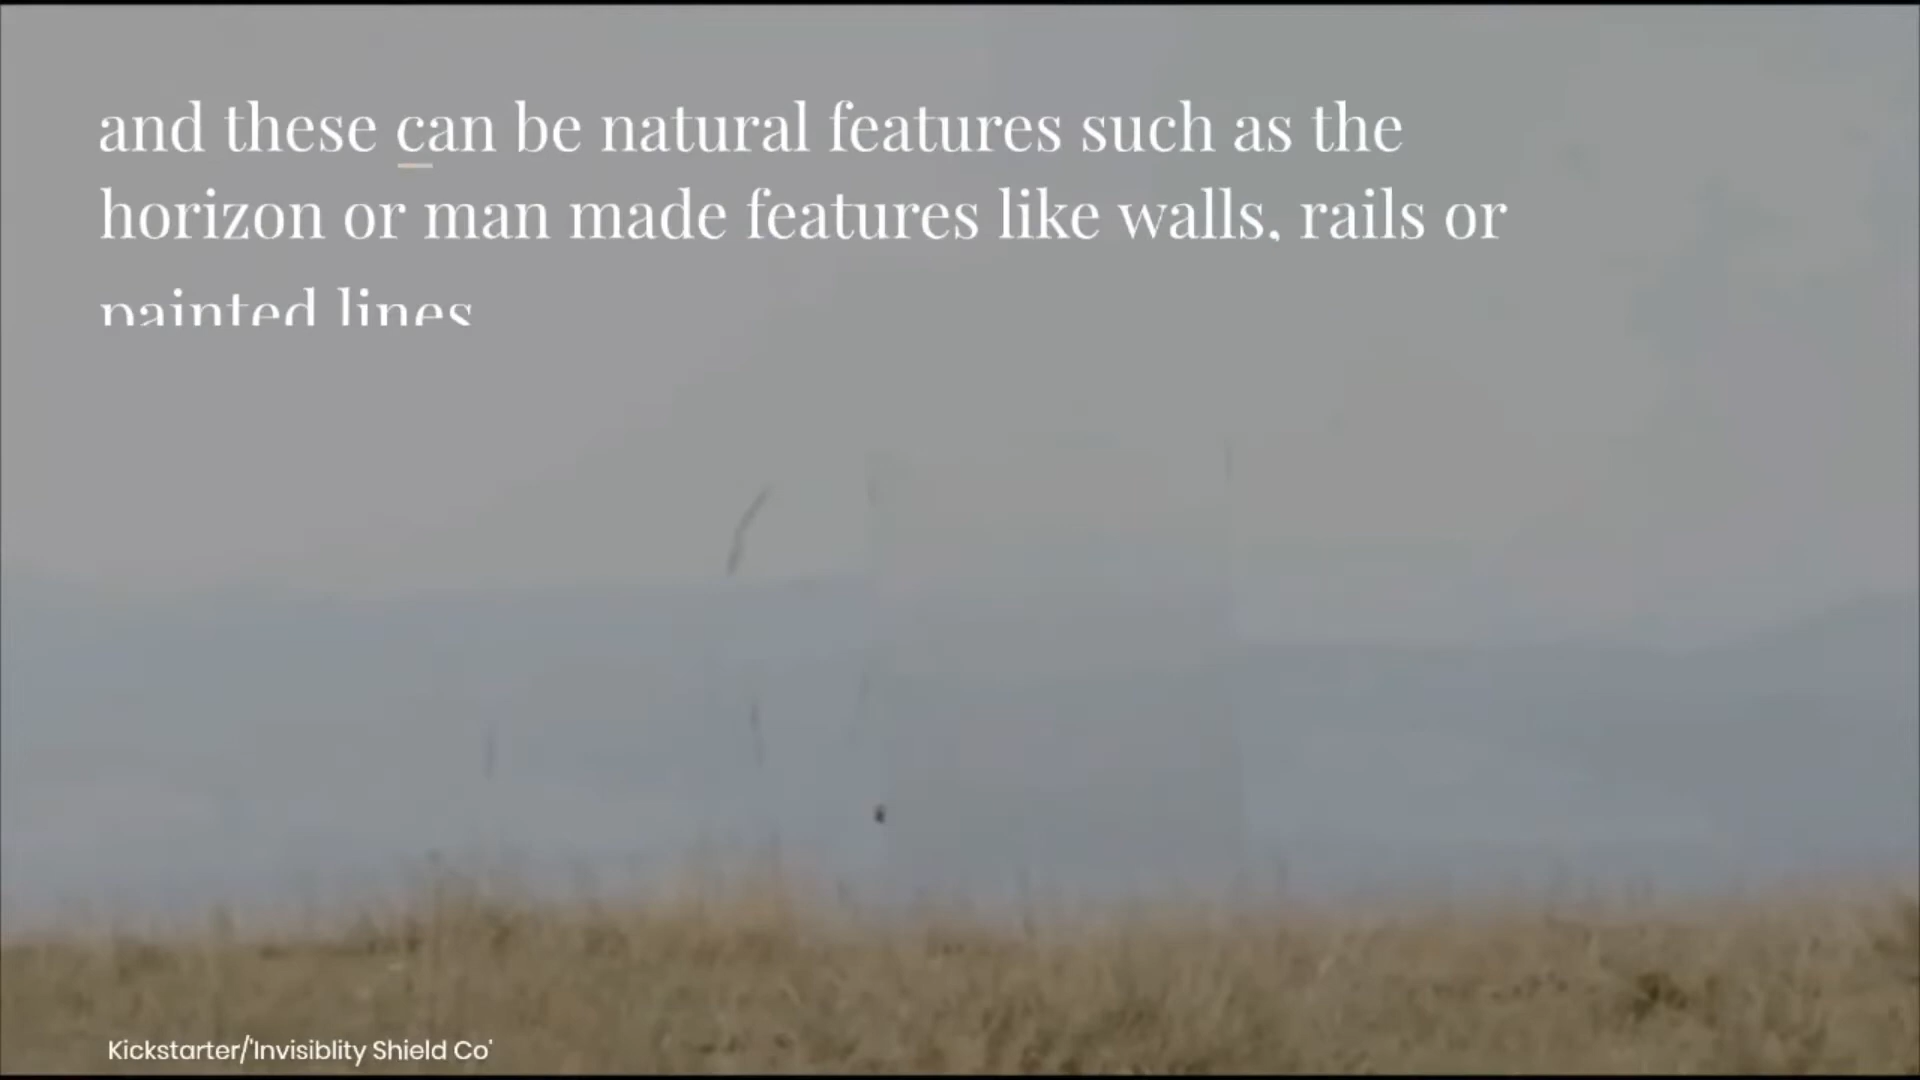 and these can be natural features such as the
horizon or man made features like walls, rails or
painted lines
Kickstarter/'Invisiblity Shield Co'